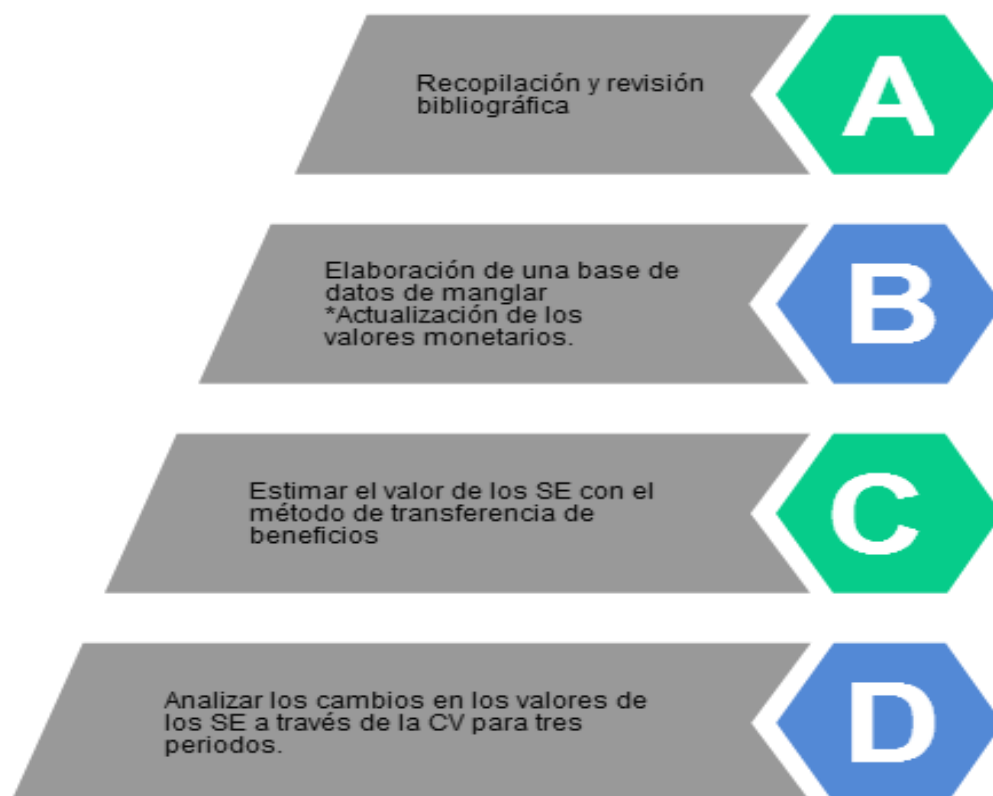 Recopilación y revisión
bibliográfica
A
Elaboración de una base de
datos de manglar
*Actualización de los
valores monetarios.
B
Estimar el valor de los SE con el
método de transferencia de
beneficios
C
Analizar los cambios en los valores de
los SE a través de la CV para tres
periodos.
D